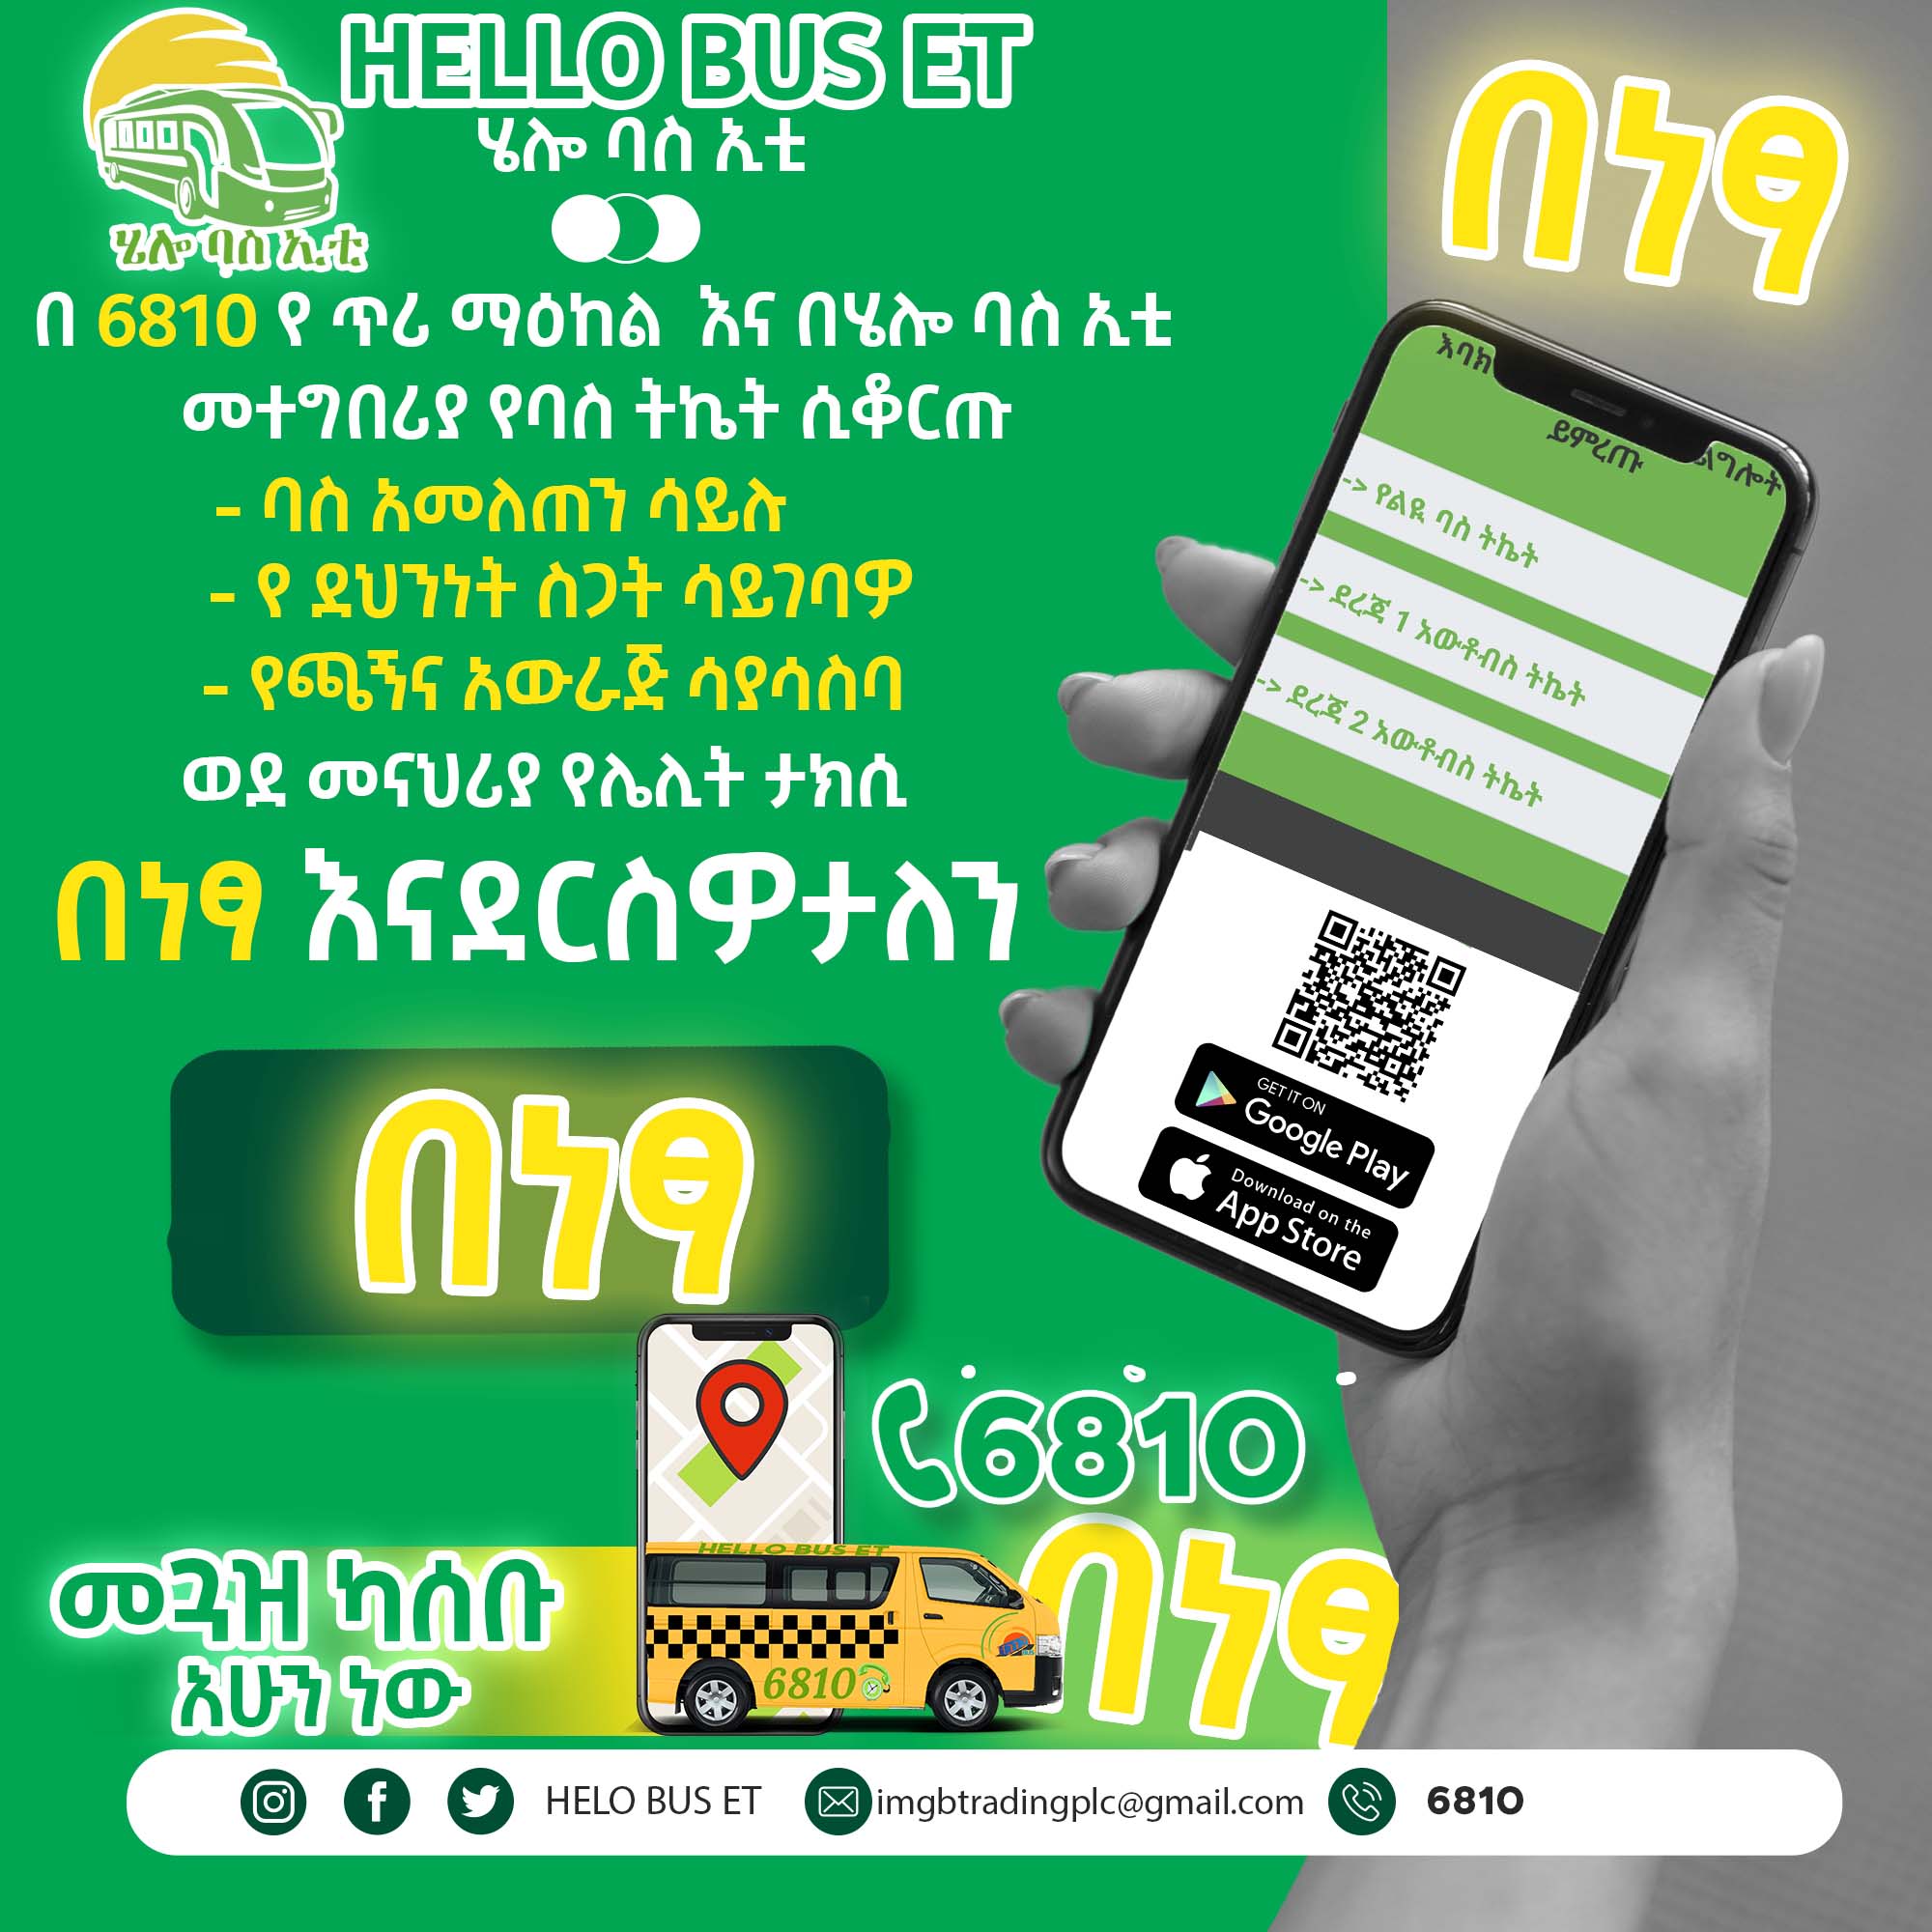 HELLO BUS ET
ሄሎ ባስ ኢቲ
ሄሎ ባስ ኢቲ
በነፃ
በ 6810 የ ጥሪ ማዕከል እና በሄሎ ባስ ኢቲ
መተግበሪያ የባስ ትኬት ሲቆርጡ
- ባስ አመለጠን ሳይሉ
- የ ደህንነት ስጋት ሳይገባዎ
- የጫኝና አውራጅ ሳያሳስባ
ወደ መናህሪያ የሌሊት ታክሲ
በነፃ እናደርስዎታለን
በነፃ
እባክ
ይምረጡ
ልግሎት
-> የልዩ ባስ ትኬት
-> ደረጃ 1 አውቶብስ ትኬት
-> ደረጃ 2 አውቶብስ ትኬት
GET IT ON
Google Play
Download on the
App Store
6810
በነፃ
መጓዝ ካሰቡ
አሁን ነው
HELLO BUS ET
6810
HELO BUS ET imgbtradingplc@gmail.com 6810